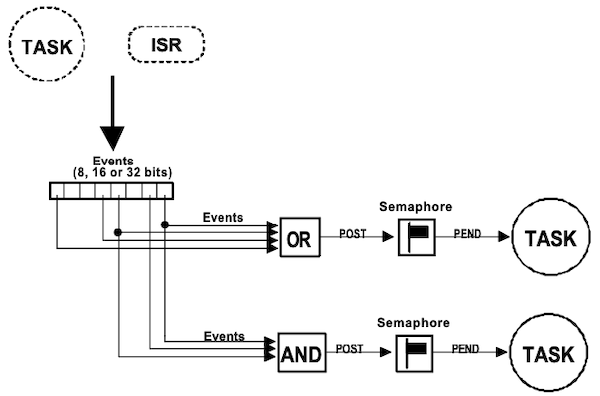 TASK
ISR
Events
(8, 16 or 32 bits)
Events
OR
POST
Semaphore
PEND
TASK
Events
AND
POST
Semaphore
PEND
TASK